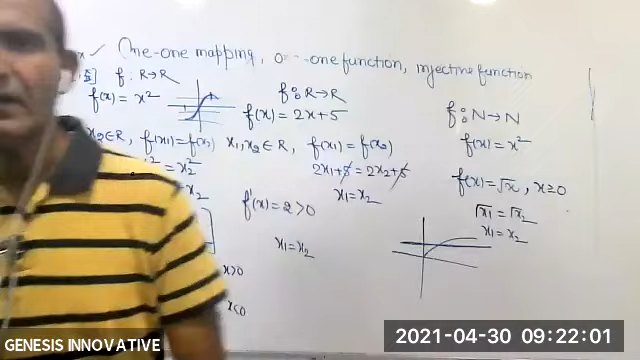 One-one mapping, one function, injective function
f : R→R
f(x) = x²
x₂ ∈ R, f(x₁) = f(x₂)
² = x₂²
x₂
x>0
x<0
f : R→R
f(x) = 2x+5
x₁, x₂ ∈ R, f(x₁) = f(x₂)
2x₁+5 = 2x₂+5
x₁ = x₂
f'(x) = 2 > 0
x₁ = x₂
f : N→N
f(x) = x²
f(x) = √x, x≥0
√x₁ = √x₂
x₁ = x₂
GENESIS INNOVATIVE
2021-04-30 09:22:01